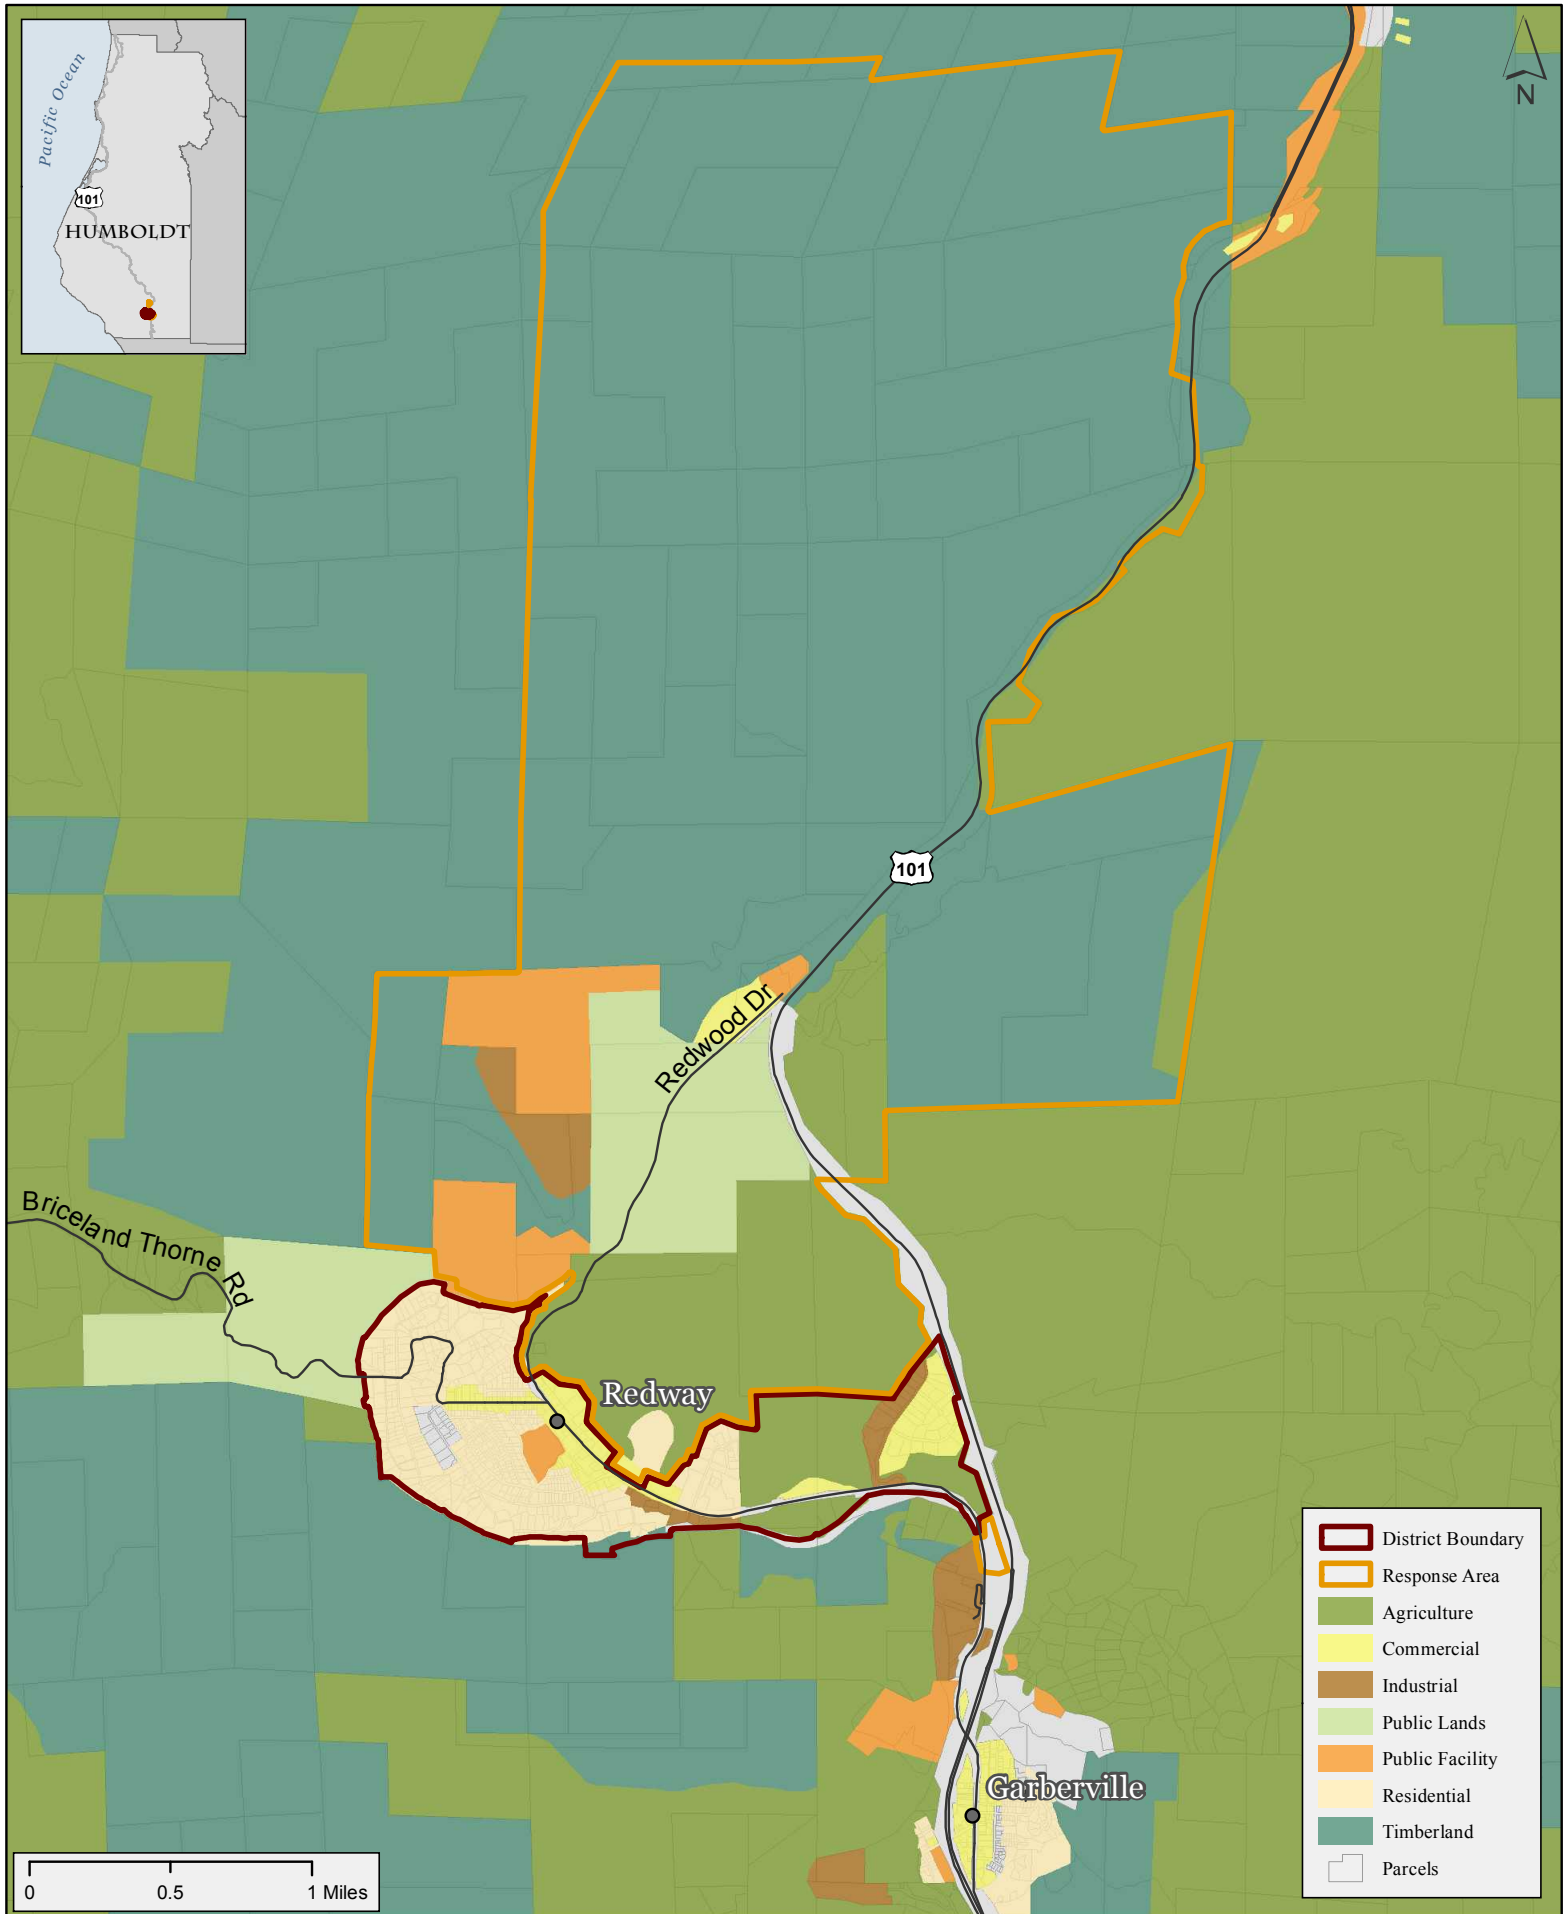 Pacific Ocean
101
HUMBOLDT
N
101
Redwood Dr
Briceland Thorne Rd
Redway
Garberville
District Boundary
Response Area
Agriculture
Commercial
Industrial
Public Lands
Public Facility
Residential
Timberland
Parcels
0 0.5 1 Miles